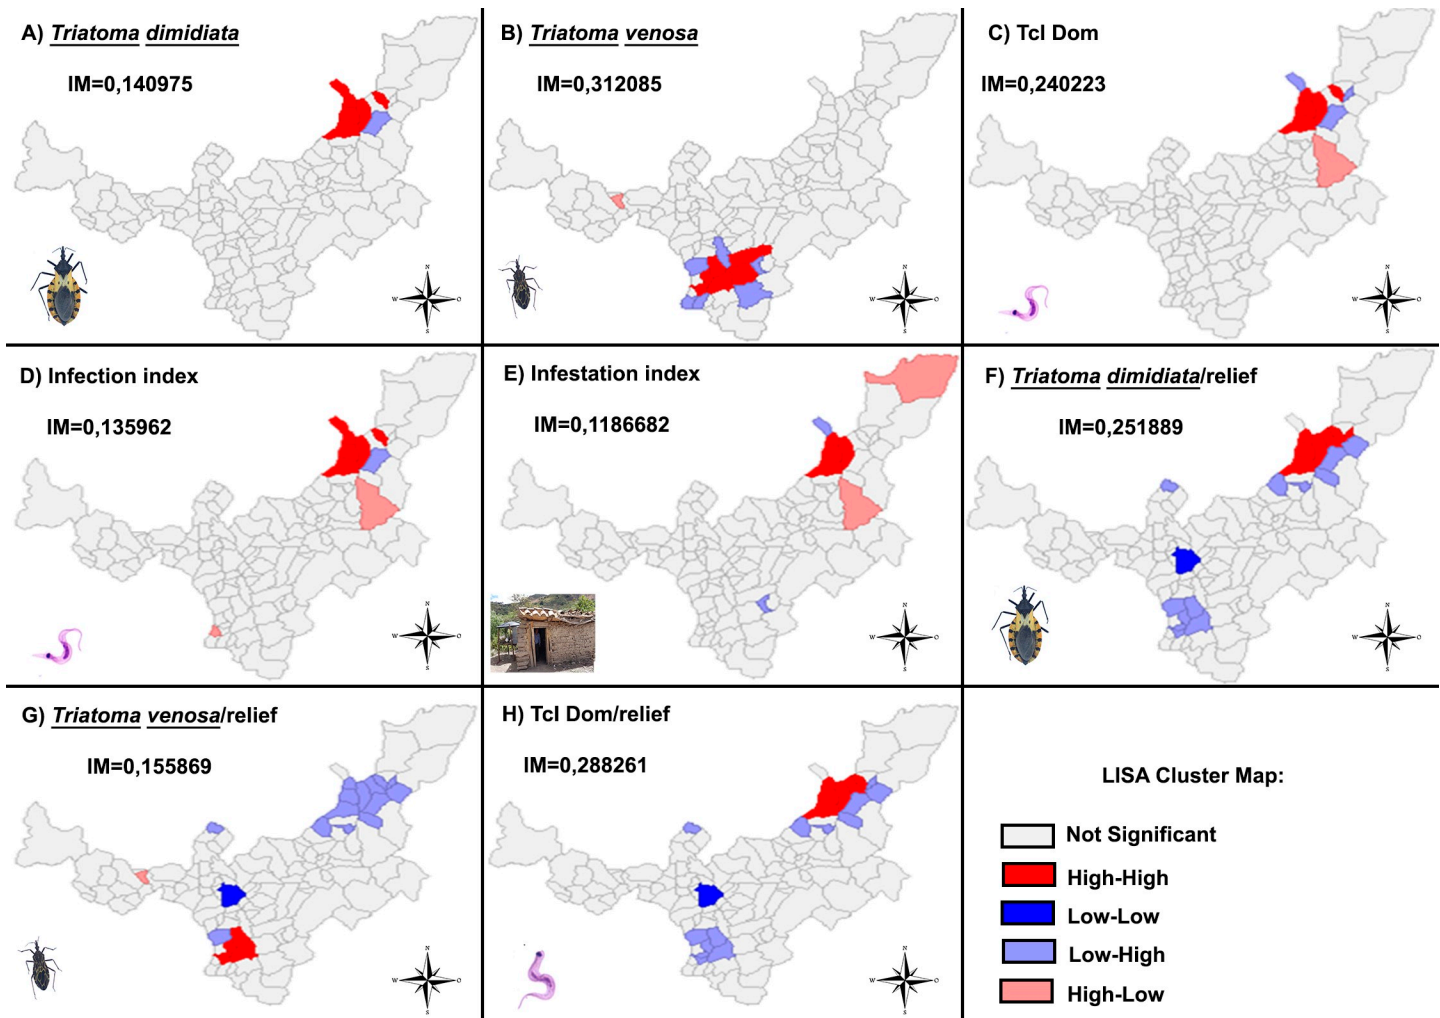 A) Triatoma dimidiata
IM=0,140975
N
W
O
S
B) Triatoma venosa
IM=0,312085
N
W
O
S
C) TcI Dom
IM=0,240223
N
W
O
S
D) Infection index
IM=0,135962
N
W
O
S
E) Infestation index
IM=0,1186682
N
W
O
S
F) Triatoma dimidiata/relief
IM=0,251889
N
W
O
S
G) Triatoma venosa/relief
IM=0,155869
N
W
O
S
H) TcI Dom/relief
IM=0,288261
N
W
O
S
LISA Cluster Map:
Not Significant
High-High
Low-Low
Low-High
High-Low